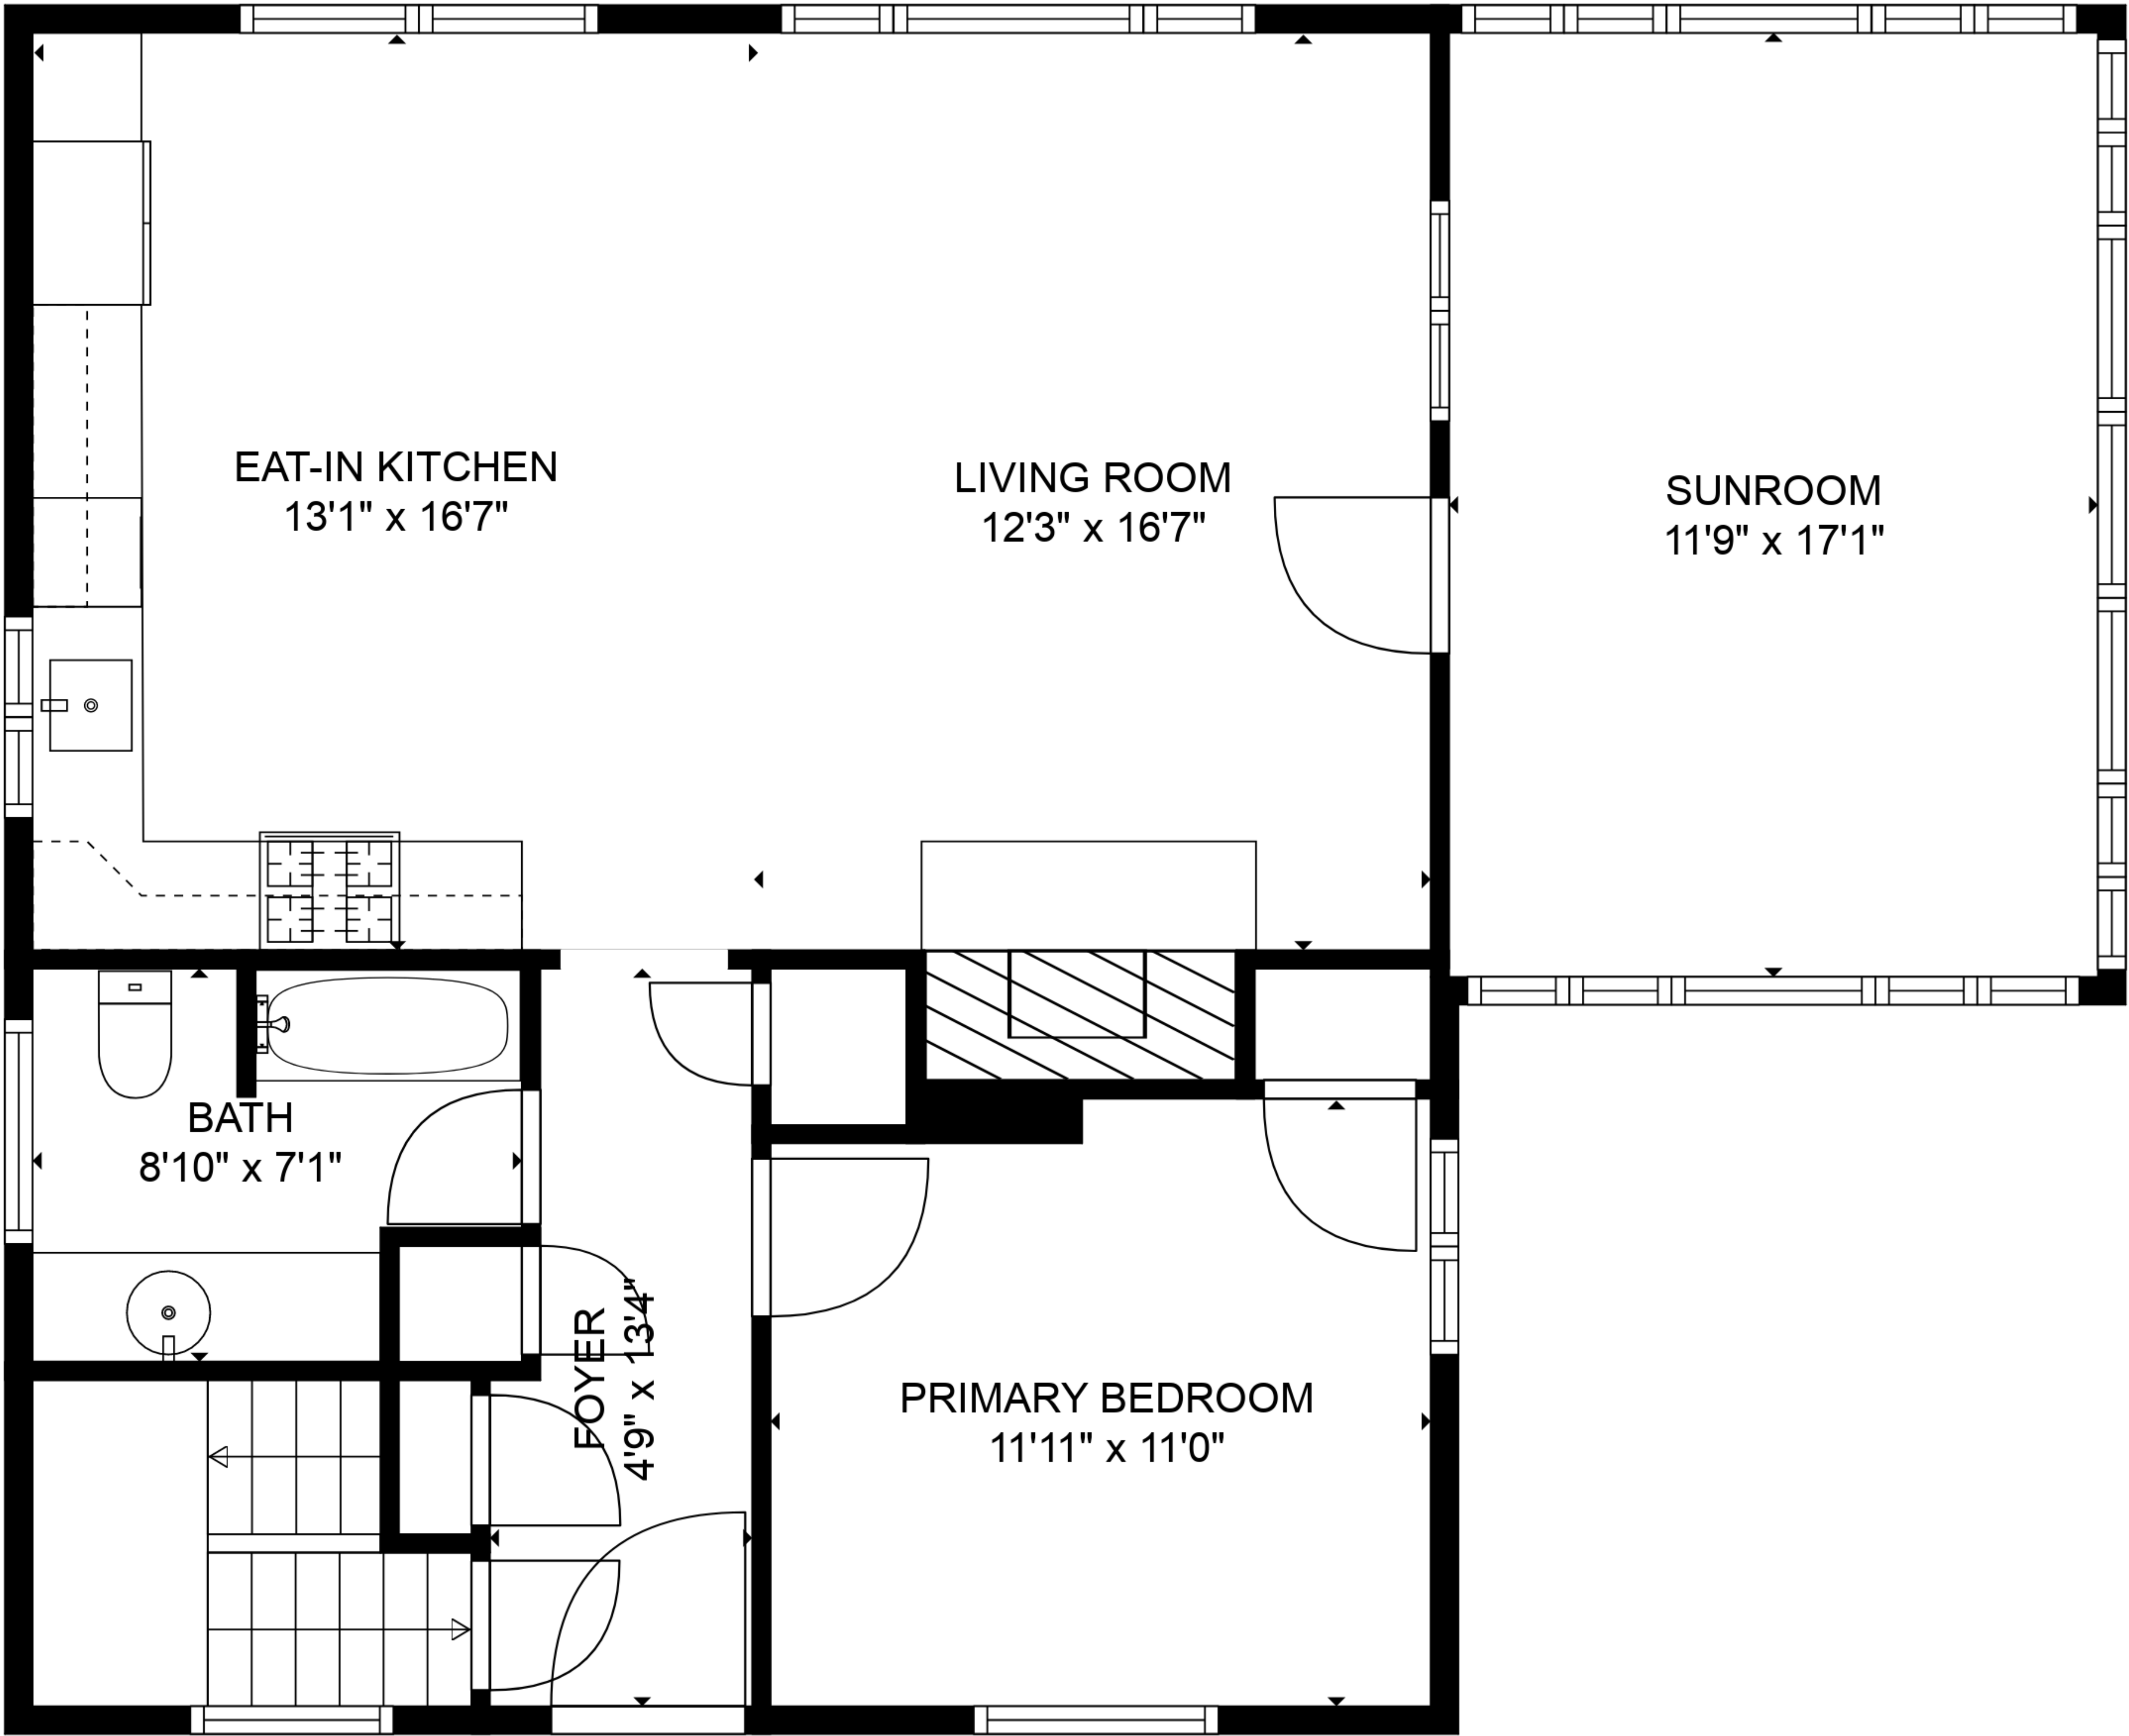 EAT-IN KITCHEN
13'1" x 16'7"
LIVING ROOM
12'3" x 16'7"
SUNROOM
11'9" x 17'1"
BATH
8'10" x 7'1"
FOYER
4'9" x 13'4"
PRIMARY BEDROOM
11'11" x 11'0"